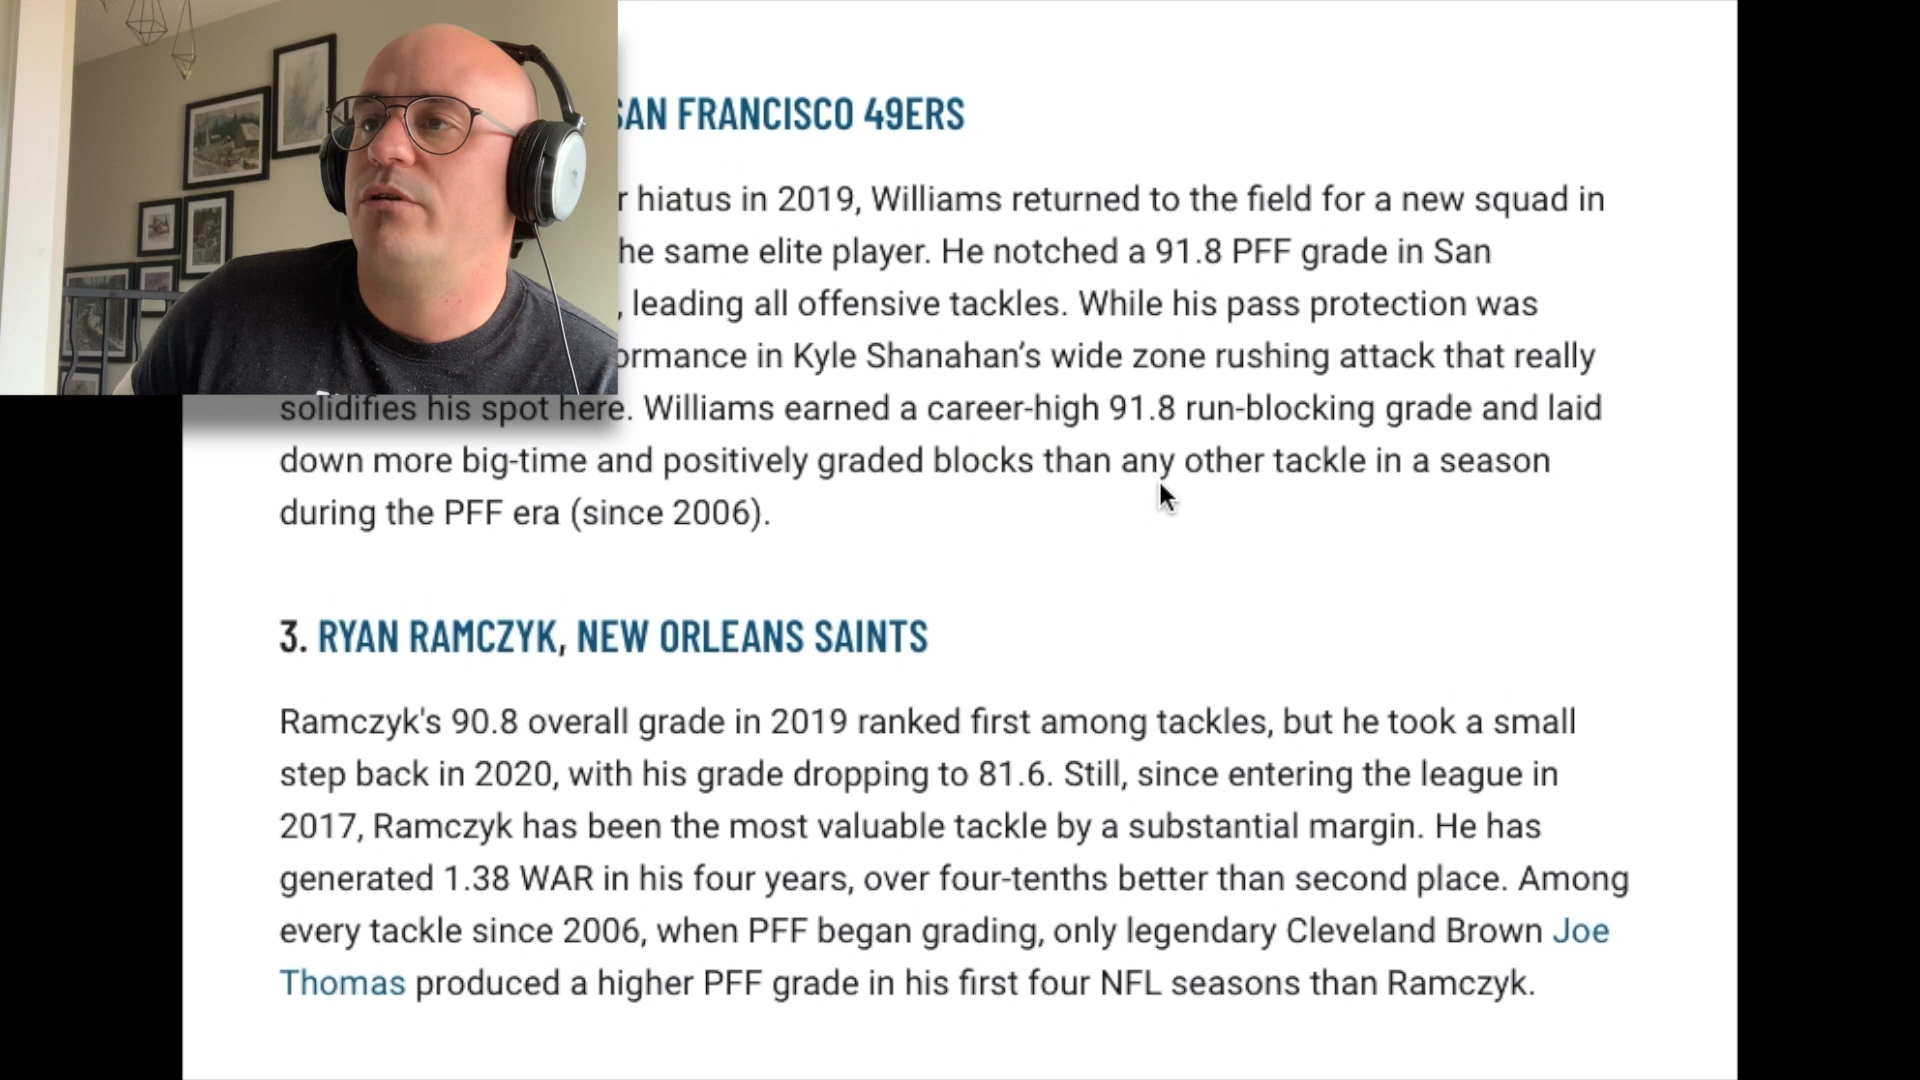 SAN FRANCISCO 49ERS
hiatus in 2019, Williams returned to the field for a new squad in
he same elite player. He notched a 91.8 PFF grade in San
, leading all offensive tackles. While his pass protection was
ormance in Kyle Shanahan’s wide zone rushing attack that really
solidifies his spot here. Williams earned a career-high 91.8 run-blocking grade and laid
down more big-time and positively graded blocks than any other tackle in a season
during the PFF era (since 2006).
3. RYAN RAMCZYK, NEW ORLEANS SAINTS
Ramczyk's 90.8 overall grade in 2019 ranked first among tackles, but he took a small
step back in 2020, with his grade dropping to 81.6. Still, since entering the league in
2017, Ramczyk has been the most valuable tackle by a substantial margin. He has
generated 1.38 WAR in his four years, over four-tenths better than second place. Among
every tackle since 2006, when PFF began grading, only legendary Cleveland Brown Joe
Thomas produced a higher PFF grade in his first four NFL seasons than Ramczyk.